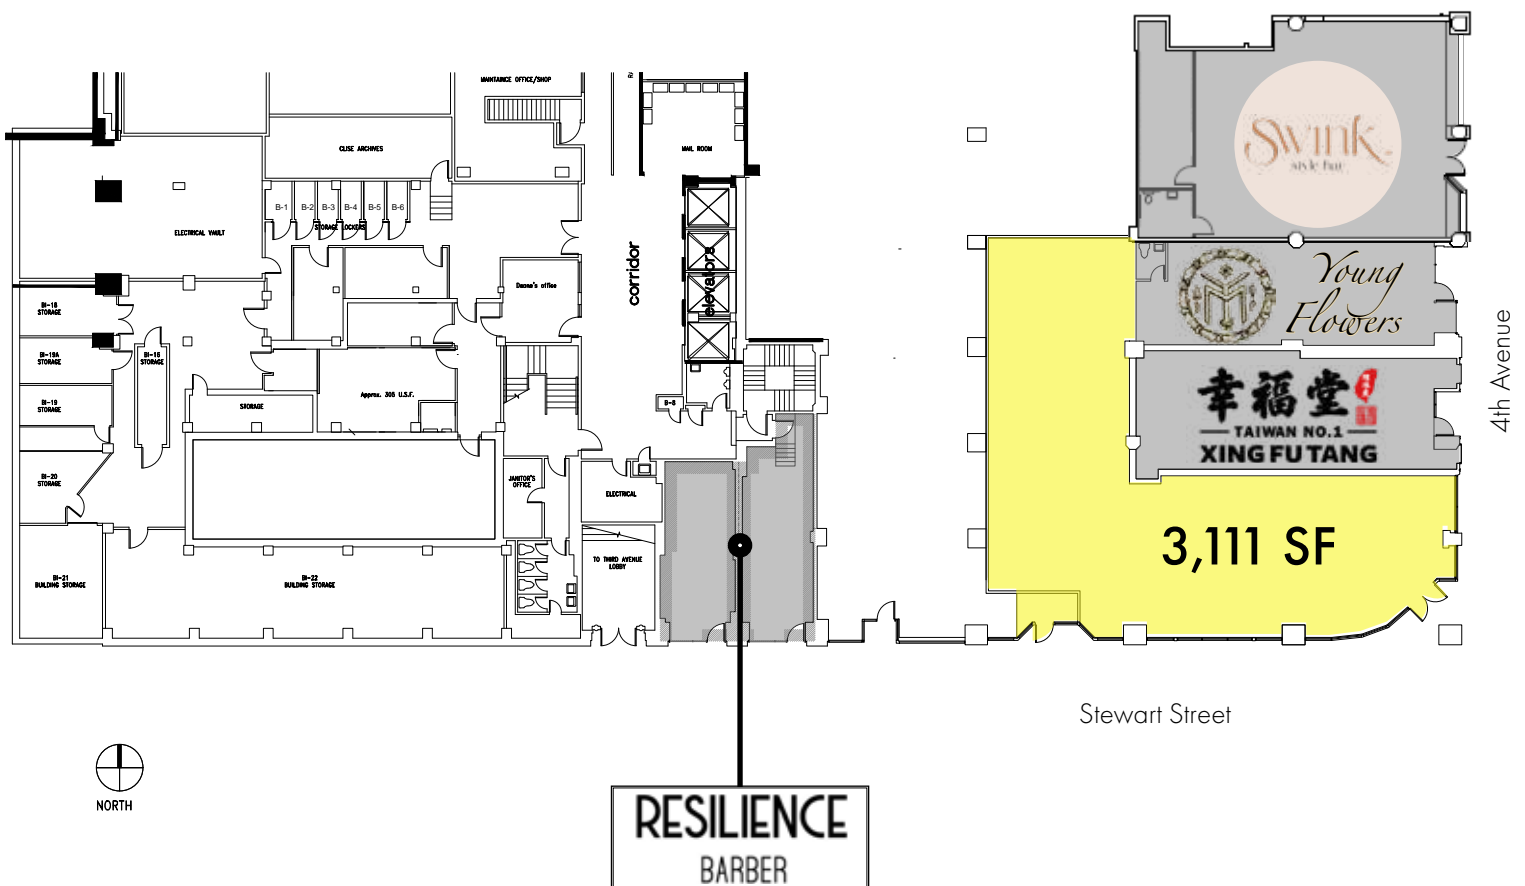 MAINTAINCE OFFICE/SHOP
CLISE ARCHIVES
MAIL ROOM
Swink
style bar
B-1
B-2
B-3
B-4
B-5
B-6
STORAGE LOCKERS
ELECTRICAL VAULT
corridor
elevators
Young
Flowers
4th Avenue
BI-18
STORAGE
BI-19A
STORAGE
BI-16
STORAGE
BI-19
STORAGE
STORAGE
Approx. 305 U.S.F.
B-8
幸福堂
TAIWAN NO.1
XING FU TANG
BI-20
STORAGE
JANITOR'S
OFFICE
ELECTRICAL
3,111 SF
TO THIRD AVENUE
LOBBY
BI-21
BUILDING STORAGE
BI-22
BUILDING STORAGE
Stewart Street
NORTH
RESILIENCE
BARBER